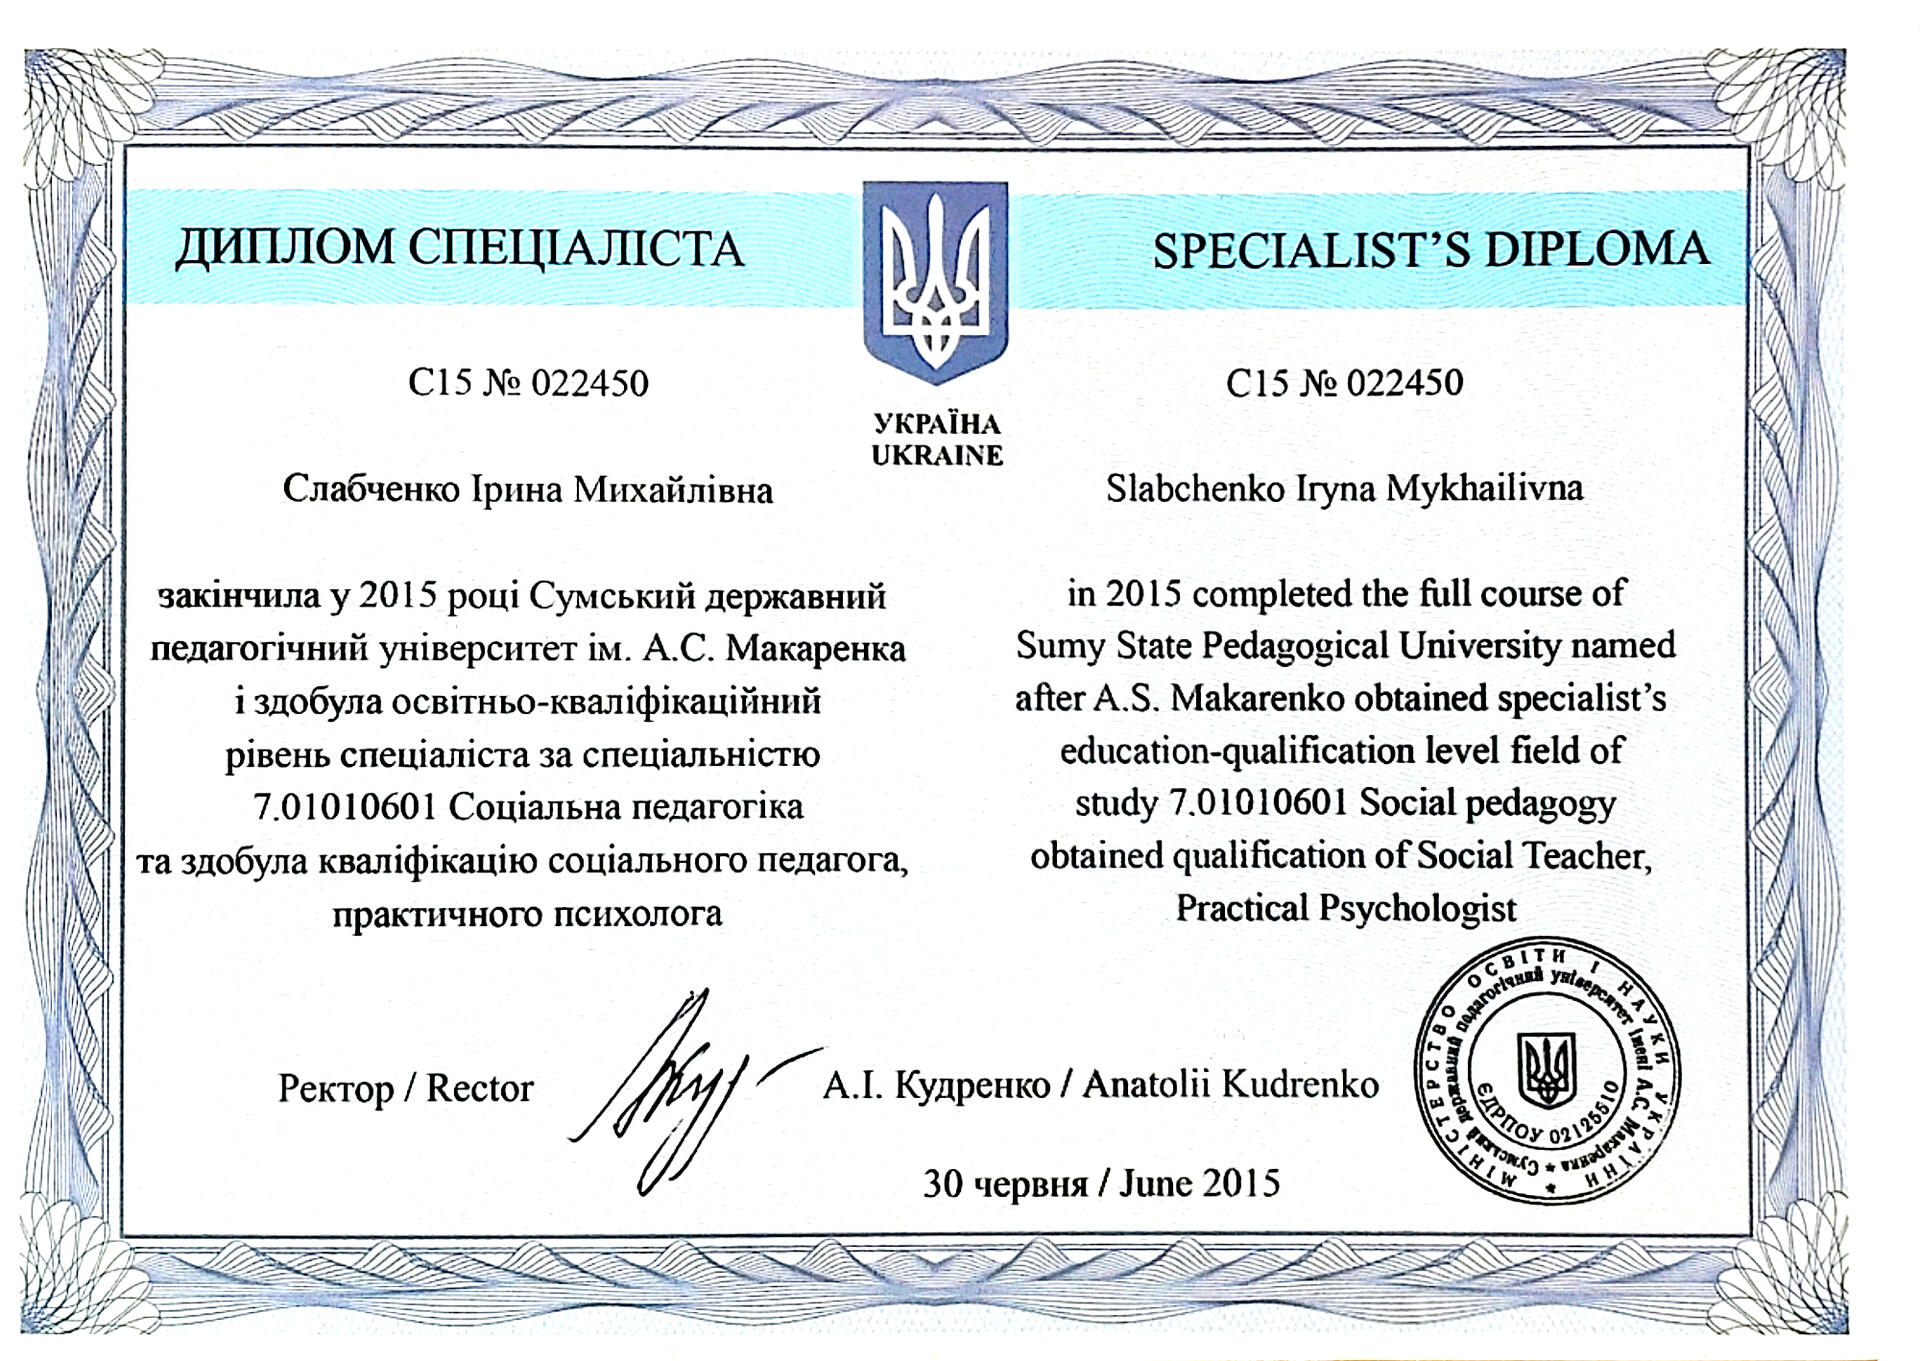 ДИПЛОМ СПЕЦІАЛІСТА
С15 № 022450
Слабченко Ірина Михайлівна
закінчила у 2015 році Сумський державний
педагогічний університет ім. А.С. Макаренка
і здобула освітньо-кваліфікаційний
рівень спеціаліста за спеціальністю
7.01010601 Соціальна педагогіка
та здобула кваліфікацію соціального педагога,
практичного психолога
УКРАЇНА
UKRAINE
SPECIALIST’S DIPLOMA
C15 № 022450
Slabchenko Iryna Mykhailivna
in 2015 completed the full course of
Sumy State Pedagogical University named
after A.S. Makarenko obtained specialist’s
education-qualification level field of
study 7.01010601 Social pedagogy
obtained qualification of Social Teacher,
Practical Psychologist
Ректор / Rector
А.І. Кудренко / Anatolii Kudrenko
30 червня / June 2015
МІНІСТЕРСТВО ОСВІТИ І НАУКИ УКРАЇНИ *
Сумський державний педагогічний університет імені А.С. Макаренка *
ЄДРПОУ 02125510